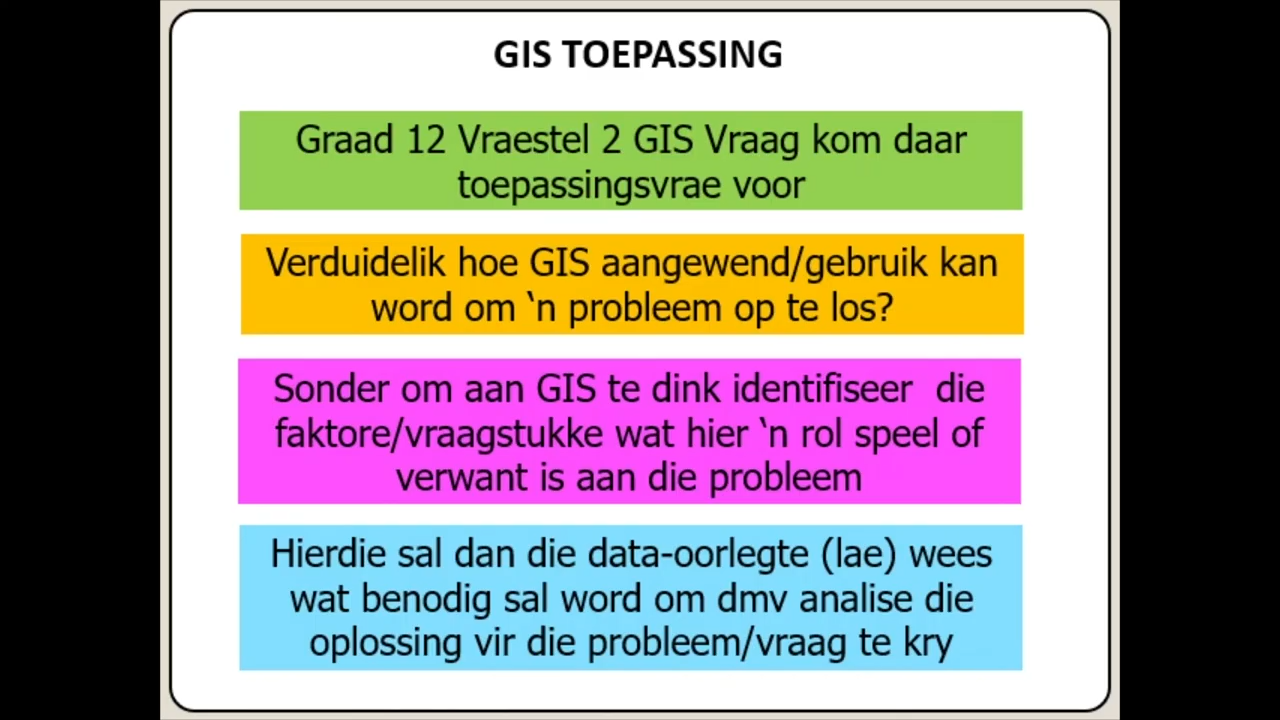 GIS TOEPASSING
Graad 12 Vraestel 2 GIS Vraag kom daar
toepassingsvrae voor
Verduidelik hoe GIS aangewend/gebruik kan
word om ‘n probleem op te los?
Sonder om aan GIS te dink identifiseer  die
faktore/vraagstukke wat hier ‘n rol speel of
verwant is aan die probleem
Hierdie sal dan die data-oorlegte (lae) wees
wat benodig sal word om dmv analise die
oplossing vir die probleem/vraag te kry